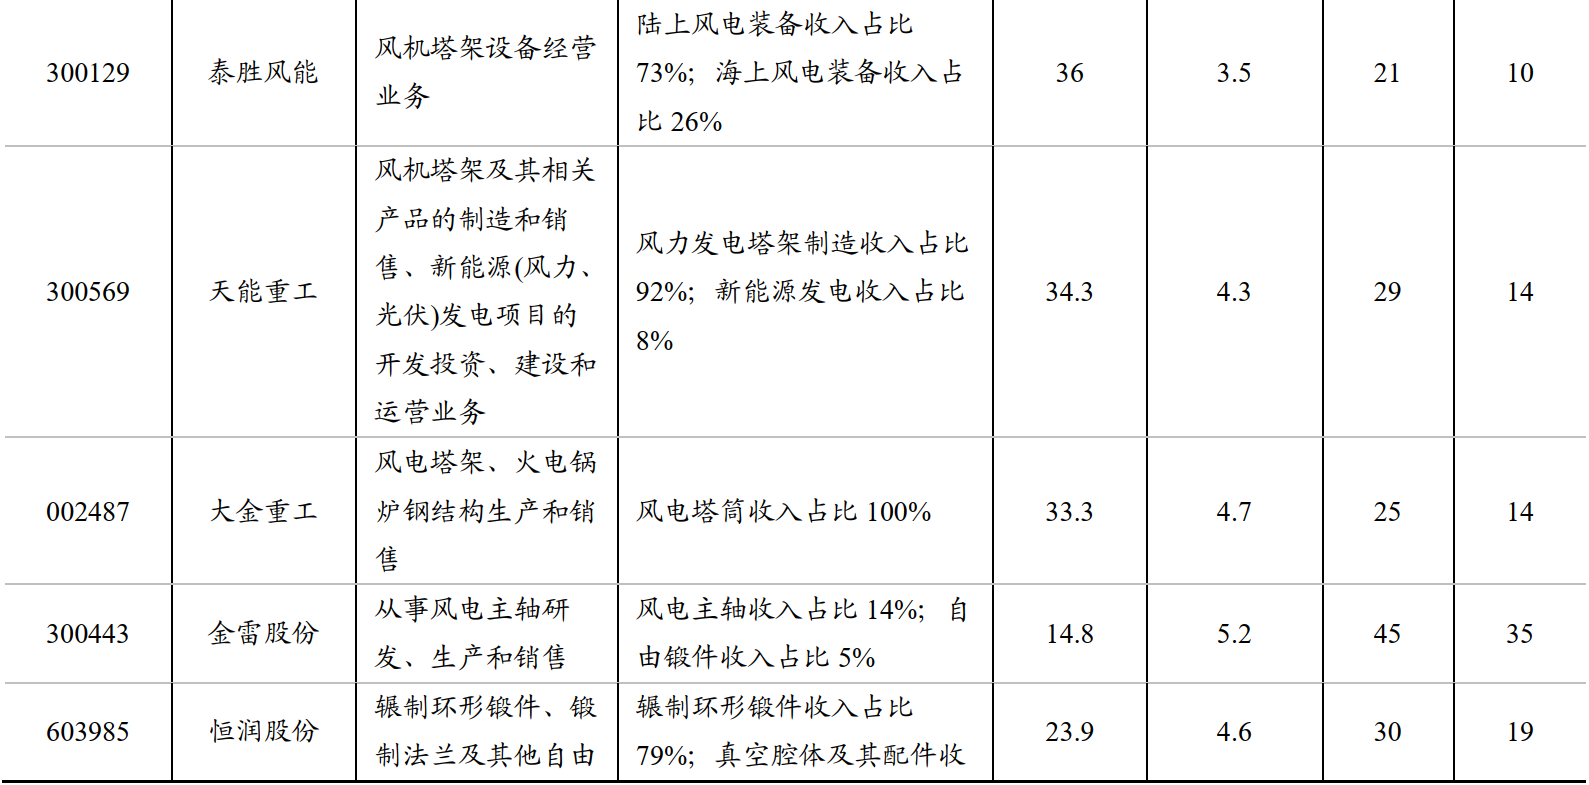 300129
泰胜风能
风机塔架设备经营
业务
陆上风电装备收入占比
73%；海上风电装备收入占
比 26%
36
3.5
21
10
300569
天能重工
风机塔架及其相关
产品的制造和销
售、新能源(风力、
光伏)发电项目的
开发投资、建设和
运营业务
风力发电塔架制造收入占比
92%；新能源发电收入占比
8%
34.3
4.3
29
14
002487
大金重工
风电塔架、火电锅
炉钢结构生产和销
售
风电塔筒收入占比 100%
33.3
4.7
25
14
300443
金雷股份
从事风电主轴研
发、生产和销售
风电主轴收入占比 14%；自
由锻件收入占比 5%
14.8
5.2
45
35
603985
恒润股份
辗制环形锻件、锻
制法兰及其他自由
辗制环形锻件收入占比
79%；真空腔体及其配件收
23.9
4.6
30
19